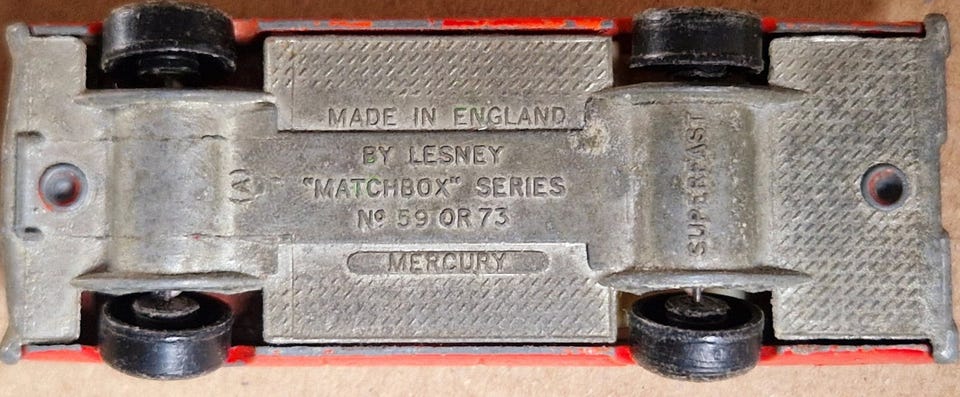 MADE IN ENGLAND
BY LESNEY
"MATCHBOX" SERIES
Nº 59 OR 73
MERCURY
(A)
SUPERFAST